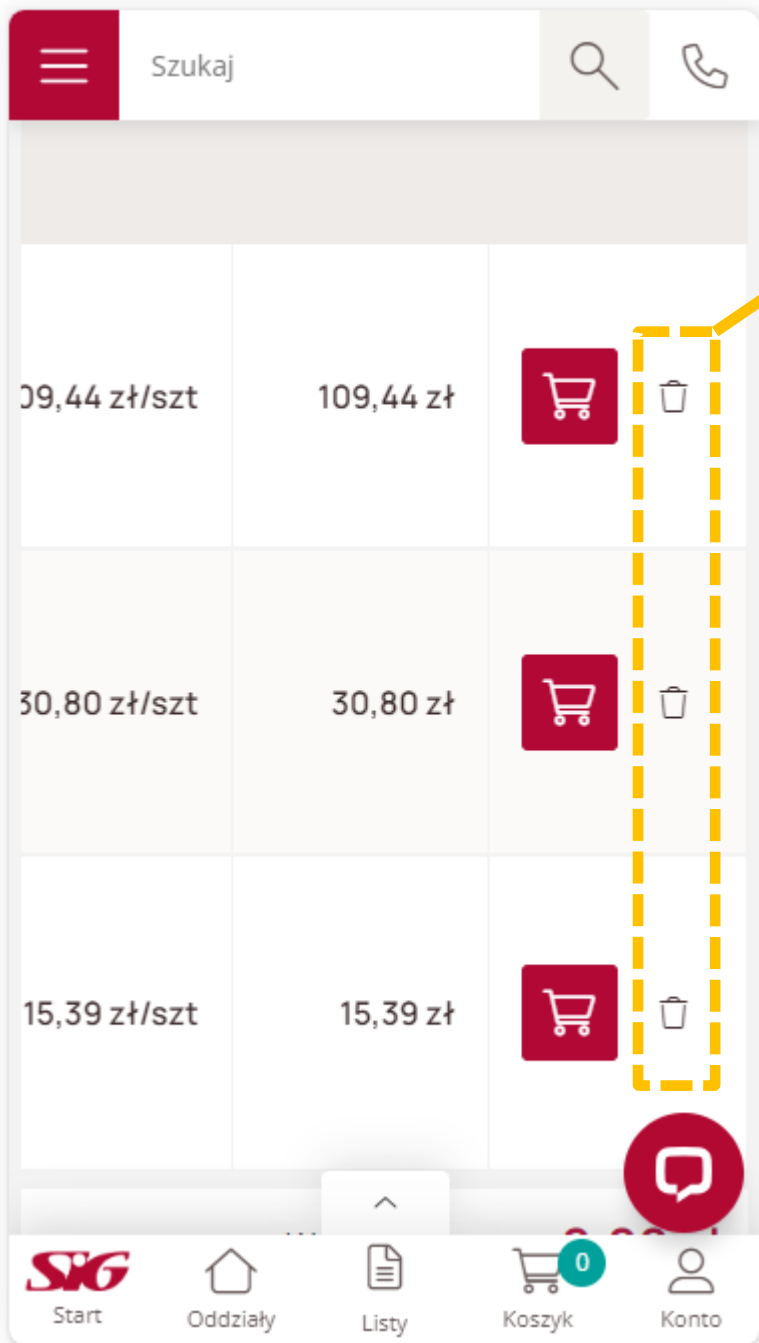 Szukaj
09,44 zł/szt 109,44 zł
30,80 zł/szt 30,80 zł
15,39 zł/szt 15,39 zł
SIG
0
Start Oddziały Listy Koszyk Konto